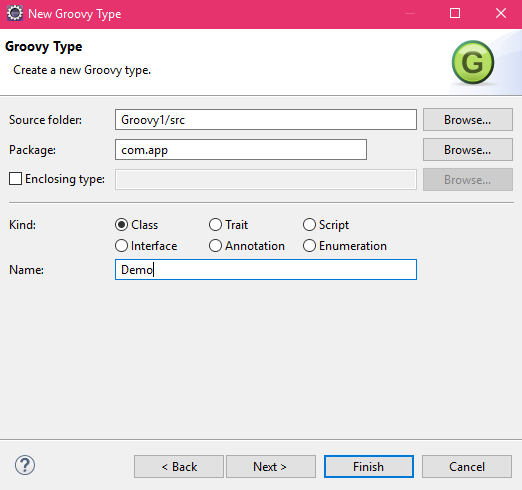 New Groovy Type
Groovy Type
Create a new Groovy type.
G
Source folder: Groovy1/src Browse...
Package: com.app Browse...
Enclosing type: Browse...
Kind: Class Trait Script
Interface Annotation Enumeration
Name: Demo
? < Back Next > Finish Cancel